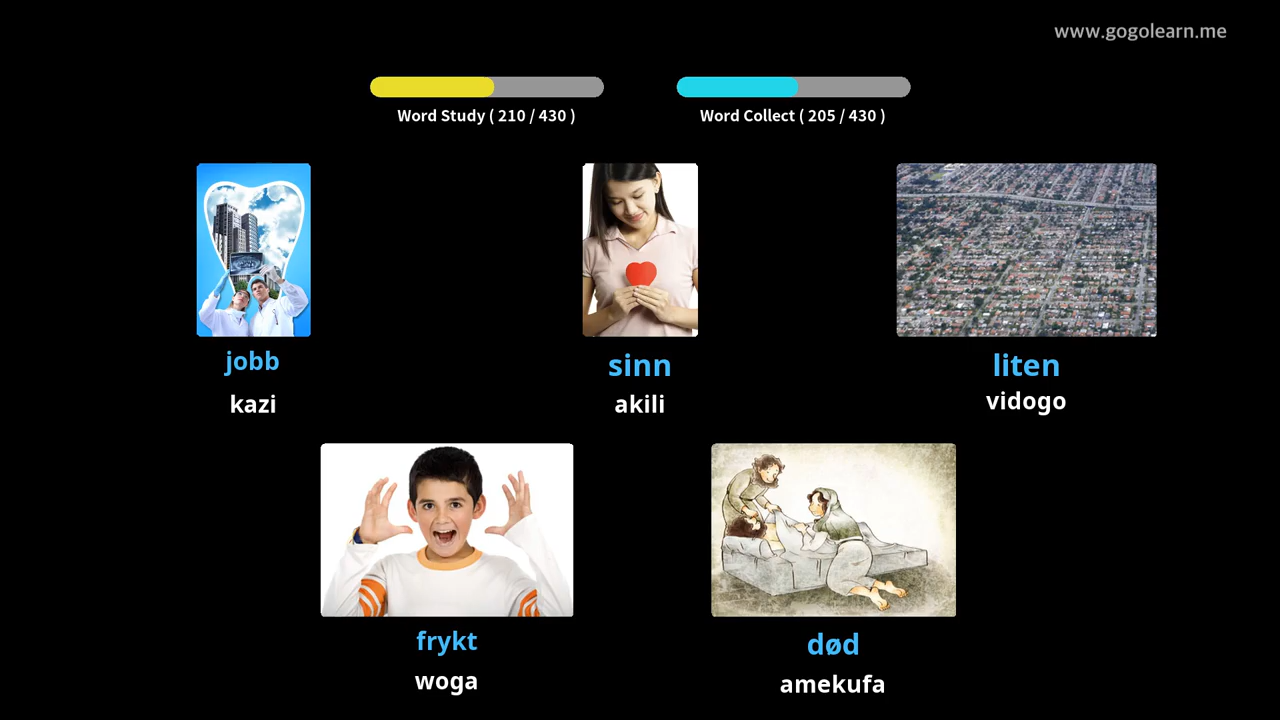 www.gogolearn.me
Word Study ( 210 / 430 )
Word Collect ( 205 / 430 )
jobb
kazi
sinn
akili
liten
vidogo
frykt
woga
død
amekufa